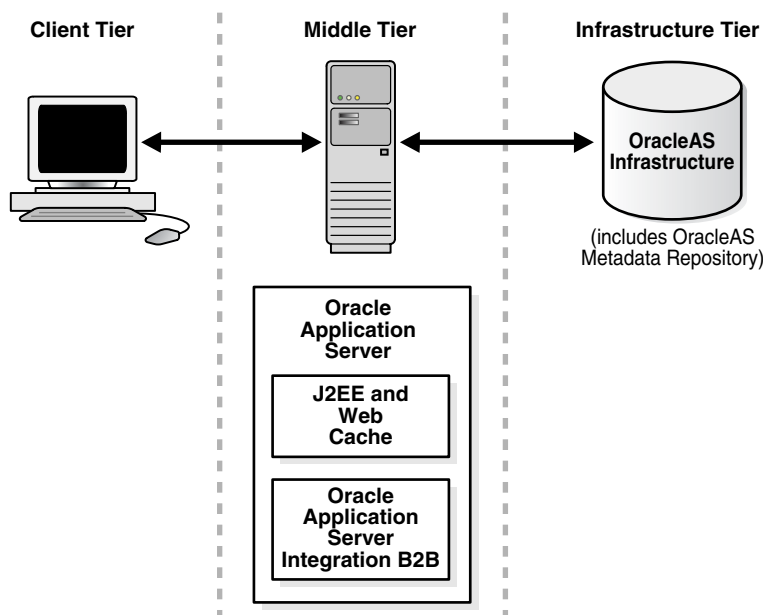 Client Tier
Middle Tier
Infrastructure Tier
OracleAS
Infrastructure
(includes OracleAS
Metadata Repository)
Oracle
Application
Server
J2EE and
Web
Cache
Oracle
Application
Server
Integration B2B